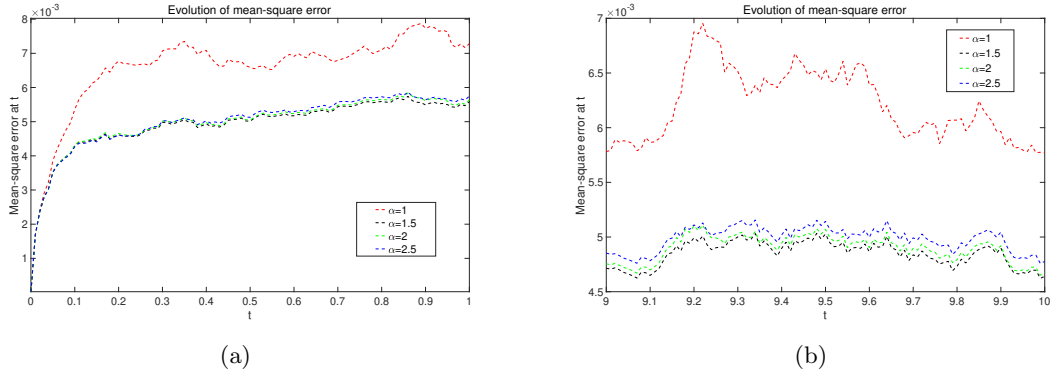 Evolution of mean-square error
×10⁻³
8
7
6
5
4
3
2
1
Mean-square error at t
0
0.1
0.2
0.3
0.4
0.5
0.6
0.7
0.8
0.9
1
t
α=1
α=1.5
α=2
α=2.5
(a)
Evolution of mean-square error
×10⁻³
7
6.5
6
5.5
5
4.5
Mean-square error at t
9
9.1
9.2
9.3
9.4
9.5
9.6
9.7
9.8
9.9
10
t
α=1
α=1.5
α=2
α=2.5
(b)